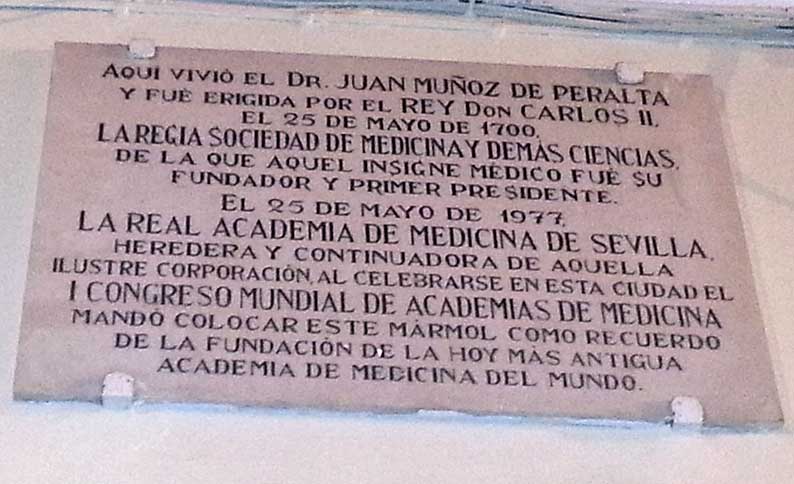 AQUI VIVIÓ EL DR. JUAN MUÑOZ DE PERALTA
Y FUÉ ERIGIDA POR EL REY DON CARLOS II.
EL 25 DE MAYO DE 1700,
LA REGIA SOCIEDAD DE MEDICINA Y DEMÁS CIENCIAS.
DE LA QUE AQUEL INSIGNE MÉDICO FUÉ SU
FUNDADOR Y PRIMER PRESIDENTE.
EL 25 DE MAYO DE 1977,
LA REAL ACADEMIA DE MEDICINA DE SEVILLA,
HEREDERA Y CONTINUADORA DE AQUELLA
ILUSTRE CORPORACIÓN, AL CELEBRARSE EN ESTA CIUDAD EL
I CONGRESO MUNDIAL DE ACADEMIAS DE MEDICINA
MANDÓ COLOCAR ESTE MÁRMOL COMO RECUERDO
DE LA FUNDACIÓN DE LA HOY MÁS ANTIGUA
ACADEMIA DE MEDICINA DEL MUNDO.